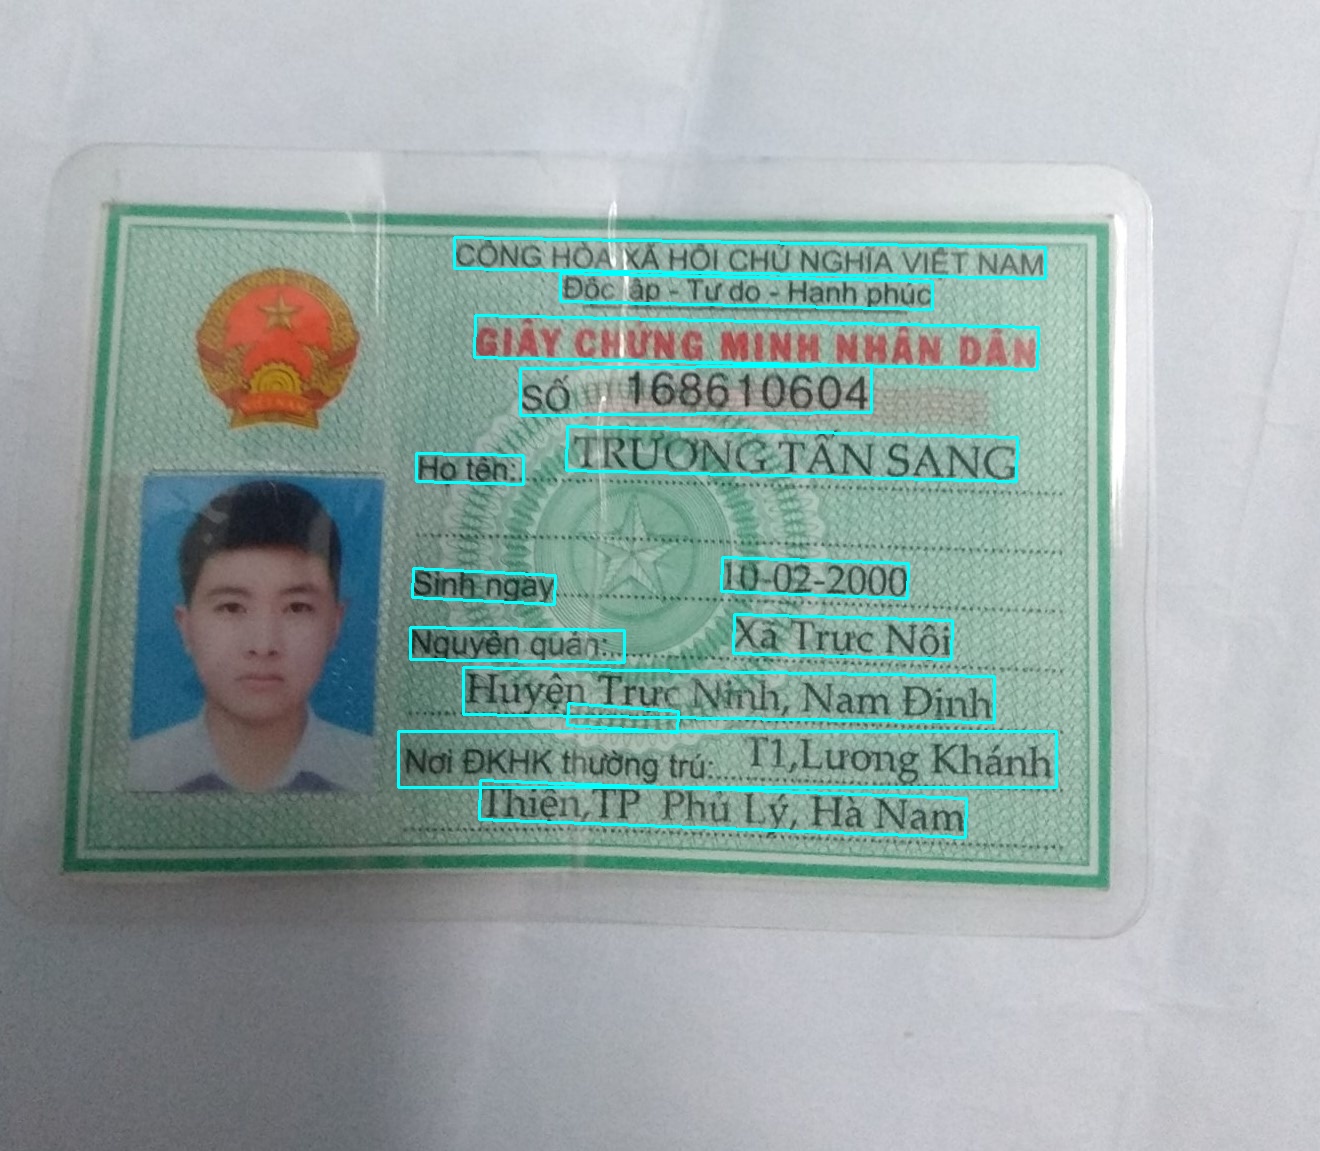 CỘNG HÒA XÃ HỘI CHỦ NGHĨA VIỆT NAM
Độc lập - Tự do - Hạnh phúc
GIẤY CHỨNG MINH NHÂN DÂN
SỐ 168610604
Họ tên: TRƯƠNG TẤN SANG
Sinh ngày 10-02-2000
Nguyên quán: Xã Trực Nội
Huyện Trực Ninh, Nam Định
Nơi ĐKHK thường trú: T1,Lương Khánh
Thiện,TP Phủ Lý, Hà Nam